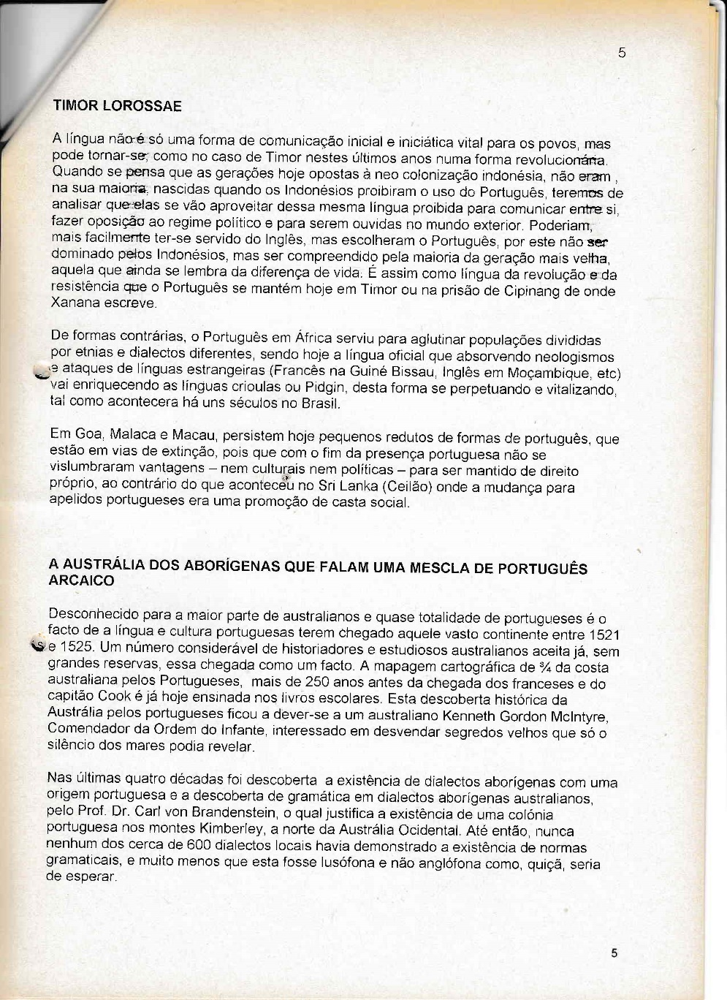 5
TIMOR LOROSSAE
A língua não é só uma forma de comunicação inicial e iniciática vital para os povos, mas
pode tornar-se, como no caso de Timor nestes últimos anos numa forma revolucionária.
Quando se pensa que as gerações hoje opostas à neo colonização indonésia, não eram ,
na sua maioria, nascidas quando os Indonésios proibiram o uso do Português, teremos de
analisar que elas se vão aproveitar dessa mesma língua proibida para comunicar entre si,
fazer oposição ao regime político e para serem ouvidas no mundo exterior. Poderiam,
mais facilmente ter-se servido do Inglês, mas escolheram o Português, por este não ser
dominado pelos Indonésios, mas ser compreendido pela maioria da geração mais velha,
aquela que ainda se lembra da diferença de vida. É assim como língua da revolução e da
resistência que o Português se mantém hoje em Timor ou na prisão de Cipinang de onde
Xanana escreve.
De formas contrárias, o Português em África serviu para aglutinar populações divididas
por etnias e dialectos diferentes, sendo hoje a língua oficial que absorvendo neologismos
e ataques de línguas estrangeiras (Francês na Guiné Bissau, Inglês em Moçambique, etc)
vai enriquecendo as línguas crioulas ou Pidgin, desta forma se perpetuando e vitalizando,
tal como acontecera há uns séculos no Brasil.
Em Goa, Malaca e Macau, persistem hoje pequenos redutos de formas de português, que
estão em vias de extinção, pois que com o fim da presença portuguesa não se
vislumbraram vantagens – nem culturais nem políticas – para ser mantido de direito
próprio, ao contrário do que aconteceu no Sri Lanka (Ceilão) onde a mudança para
apelidos portugueses era uma promoção de casta social.
A AUSTRÁLIA DOS ABORÍGENAS QUE FALAM UMA MESCLA DE PORTUGUÊS
ARCAICO
Desconhecido para a maior parte de australianos e quase totalidade de portugueses é o
facto de a língua e cultura portuguesas terem chegado aquele vasto continente entre 1521
e 1525. Um número considerável de historiadores e estudiosos australianos aceita já, sem
grandes reservas, essa chegada como um facto. A mapagem cartográfica de ¾ da costa
australiana pelos Portugueses, mais de 250 anos antes da chegada dos franceses e do
capitão Cook é já hoje ensinada nos livros escolares. Esta descoberta histórica da
Austrália pelos portugueses ficou a dever-se a um australiano Kenneth Gordon McIntyre,
Comendador da Ordem do Infante, interessado em desvendar segredos velhos que só o
silêncio dos mares podia revelar.
Nas últimas quatro décadas foi descoberta a existência de dialectos aborígenas com uma
origem portuguesa e a descoberta de gramática em dialectos aborígenas australianos,
pelo Prof. Dr. Carl von Brandenstein, o qual justifica a existência de uma colónia
portuguesa nos montes Kimberley, a norte da Austrália Ocidental. Até então, nunca
nenhum dos cerca de 600 dialectos locais havia demonstrado a existência de normas
gramaticais, e muito menos que esta fosse lusófona e não anglófona como, quiçá, seria
de esperar.
5